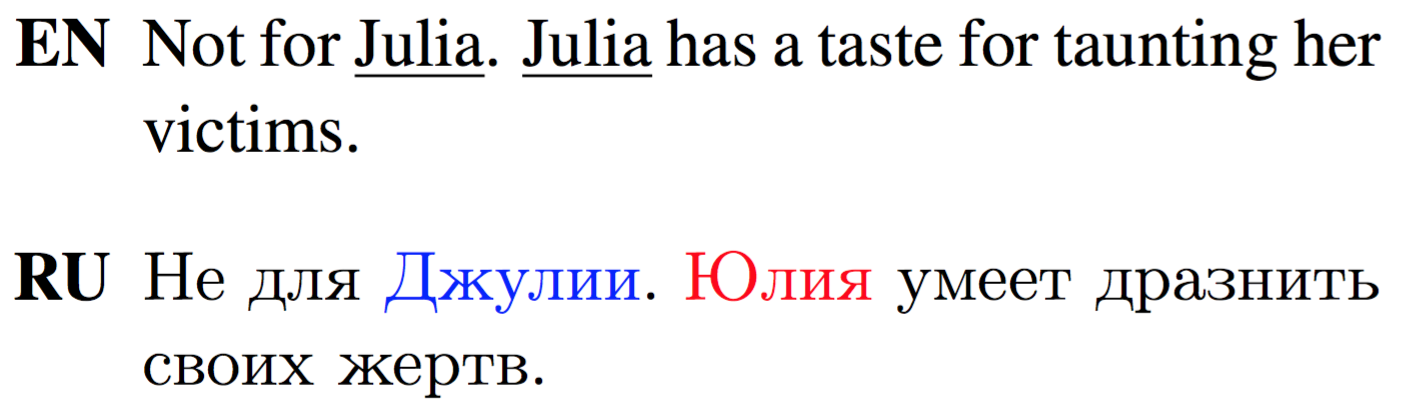 EN Not for Julia. Julia has a taste for taunting her
victims.
RU Не для Джулии. Юлия умеет дразнить
своих жертв.